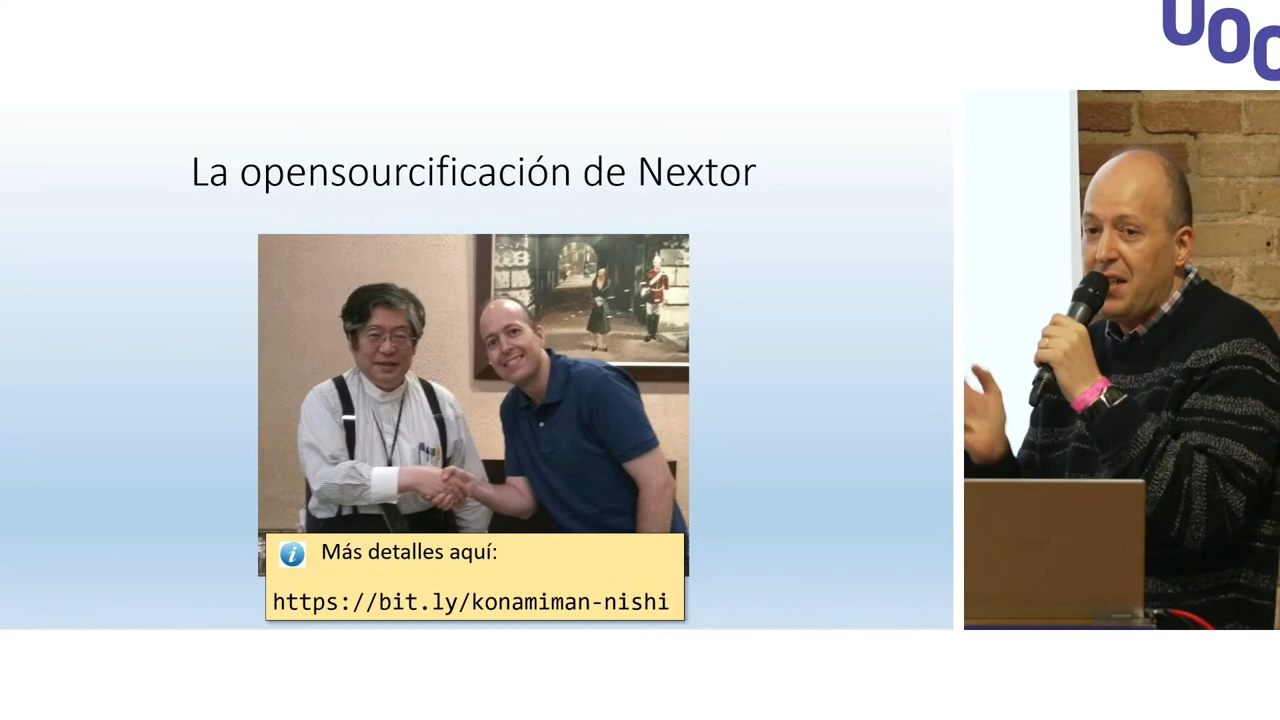 UOC
La opensourcificación de Nextor
Más detalles aquí:
https://bit.ly/konamiman-nishi